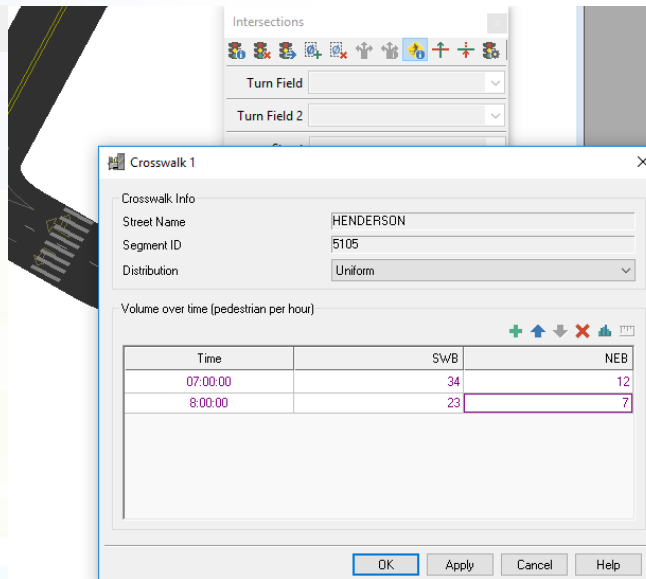 Intersections
Turn Field
Turn Field 2
Crosswalk 1
Crosswalk Info
Street Name HENDERSON
Segment ID 5105
Distribution Uniform
Volume over time (pedestrian per hour)
Time SWB NEB
07:00:00 34 12
8:00:00 23 7
OK Apply Cancel Help